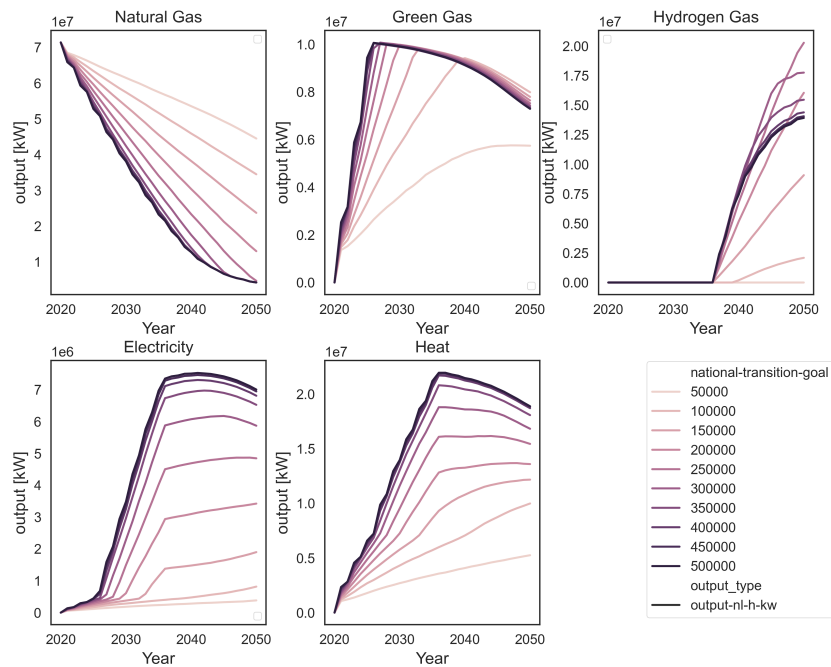 Natural Gas
Green Gas
Hydrogen Gas
1e7
7
6
5
4
3
2
1
output [kW]
2020
2030
2040
2050
Year
1e7
1.0
0.8
0.6
0.4
0.2
0.0
output [kW]
2020
2030
2040
2050
Year
1e7
2.00
1.75
1.50
1.25
1.00
0.75
0.50
0.25
0.00
output [kW]
2020
2030
2040
2050
Year
Electricity
Heat
1e6
7
6
5
4
3
2
1
0
output [kW]
2020
2030
2040
2050
Year
1e7
2.0
1.5
1.0
0.5
0.0
output [kW]
2020
2030
2040
2050
Year
national-transition-goal
50000
100000
150000
200000
250000
300000
350000
400000
450000
500000
output_type
output-nl-h-kw